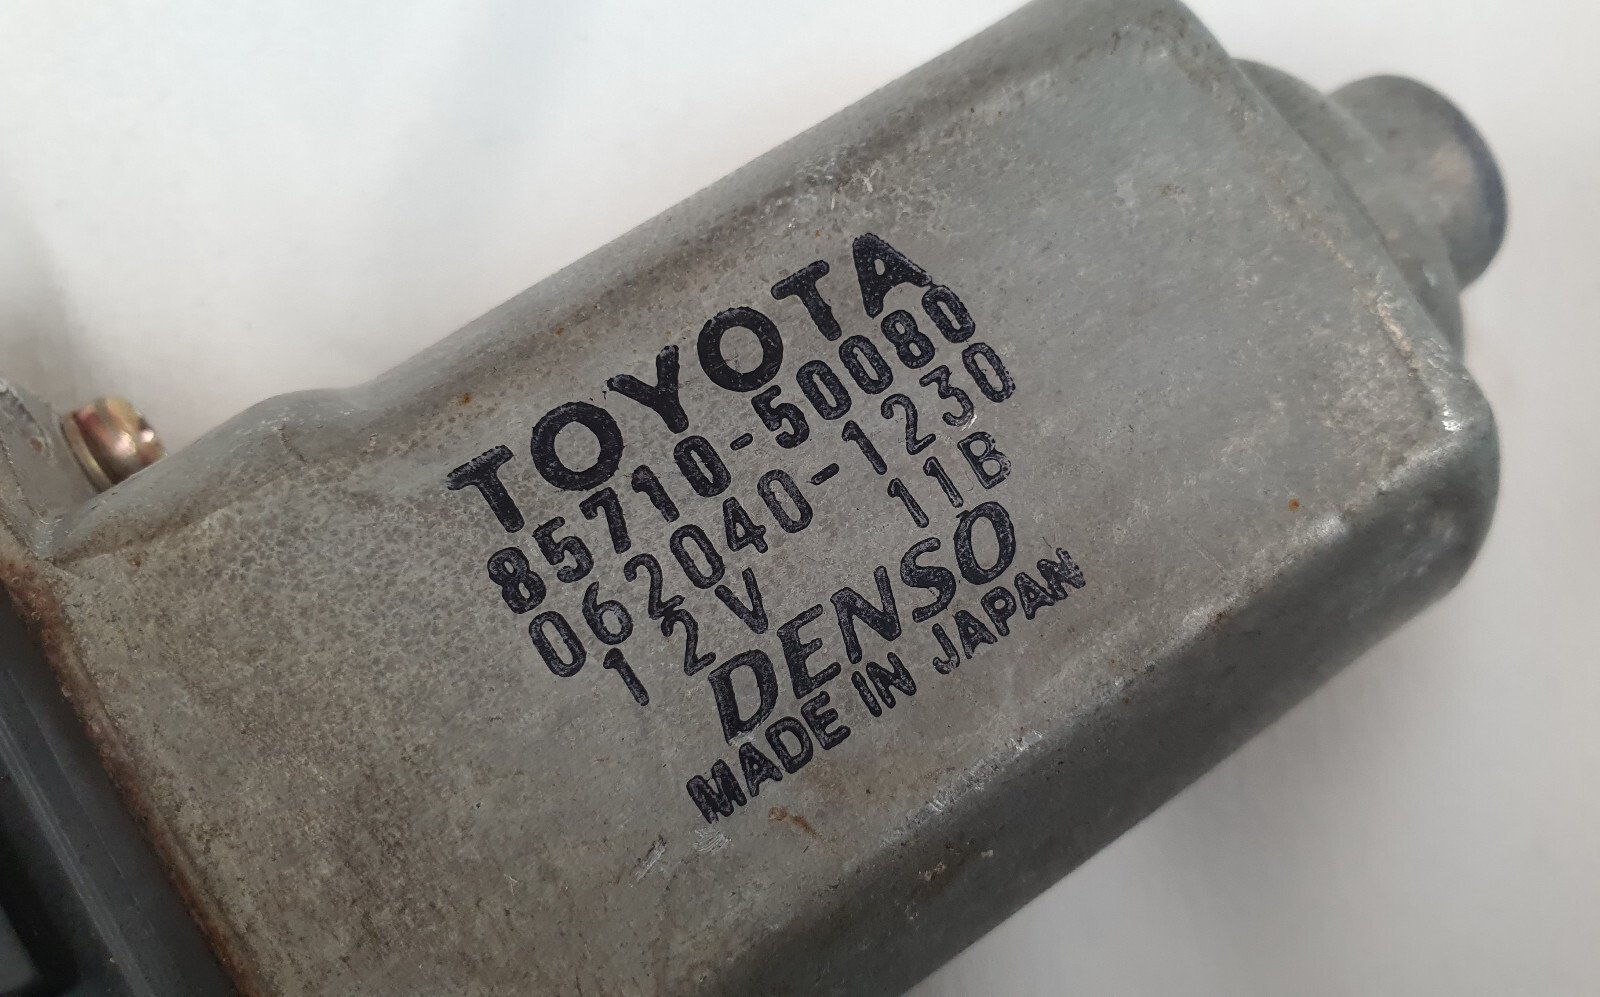 TOYOTA
85710-50080
062040-1230
12V 11B
DENSO
MADE IN JAPAN